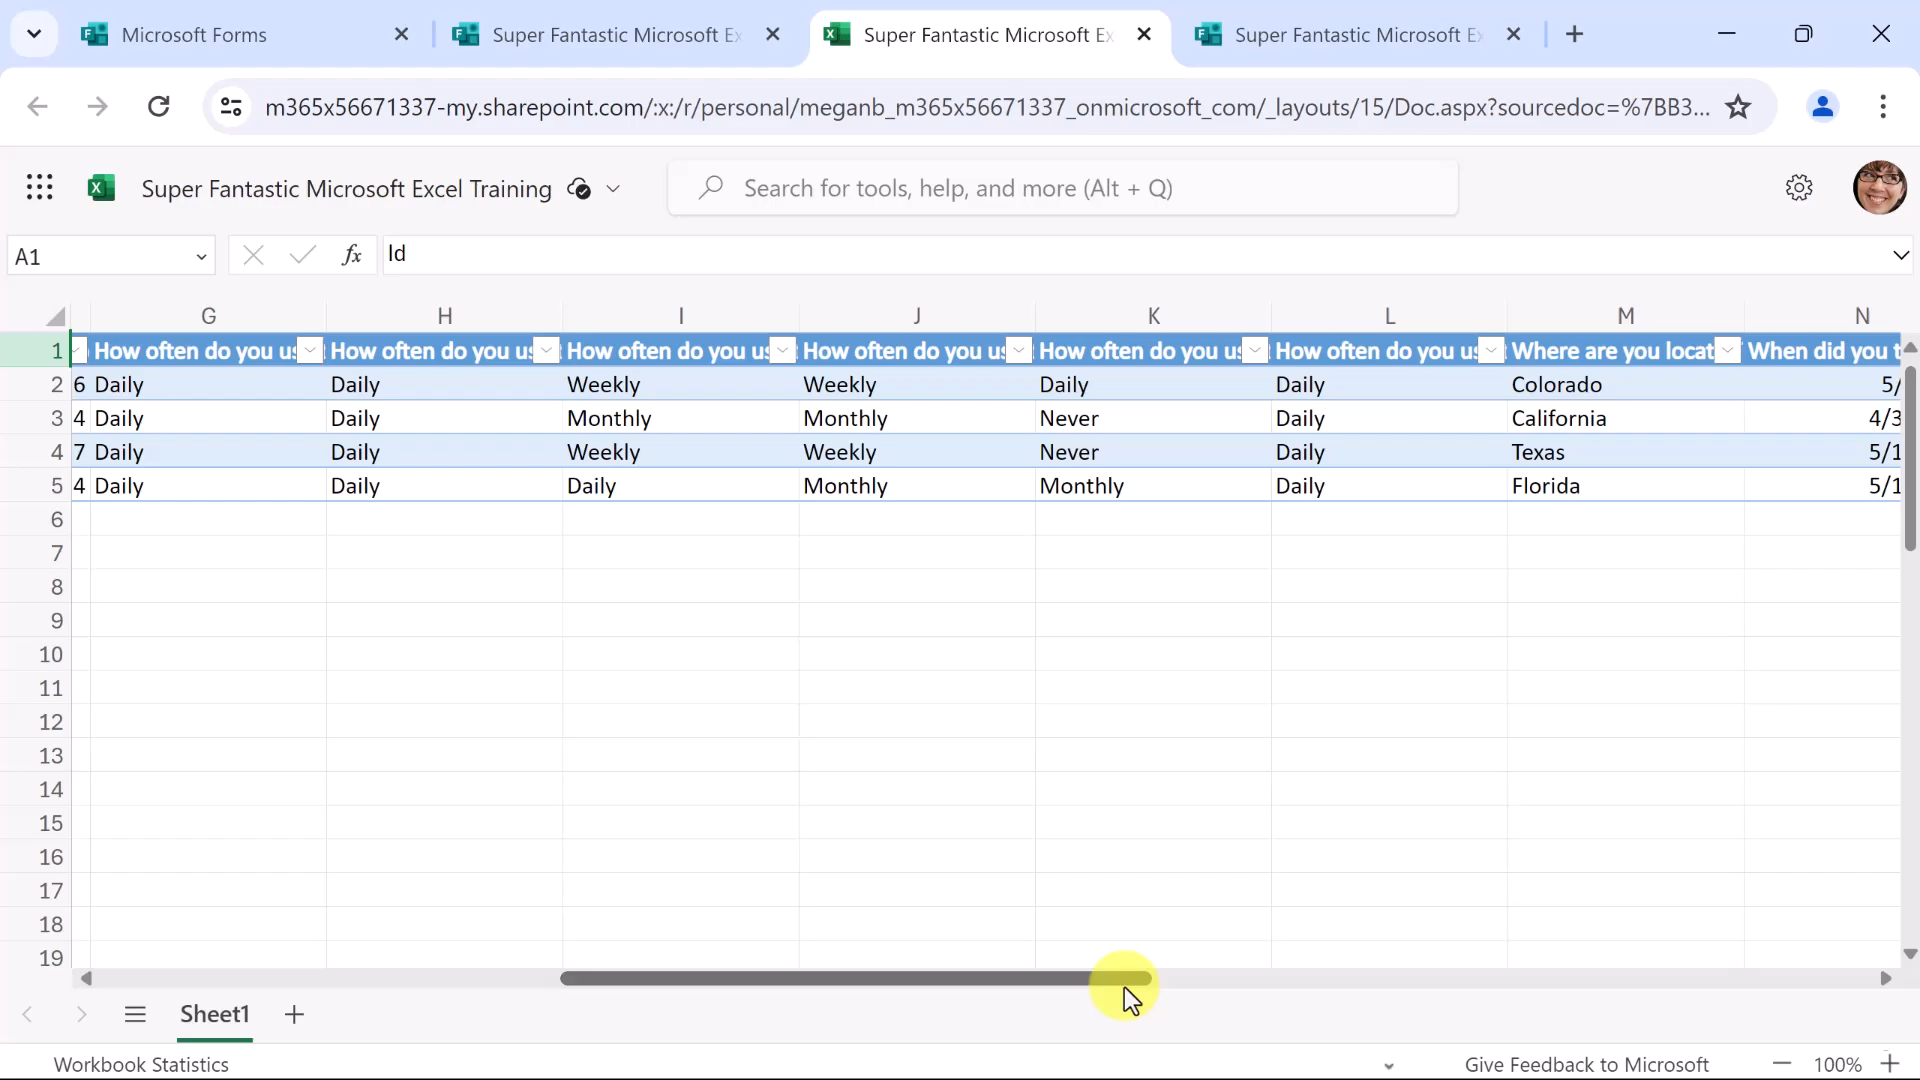 Microsoft Forms
Super Fantastic Microsoft Ex
Super Fantastic Microsoft Ex
Super Fantastic Microsoft Ex
m365x56671337-my.sharepoint.com/:x:/r/personal/meganb_m365x56671337_onmicrosoft_com/_layouts/15/Doc.aspx?sourcedoc=%7BB3...
Super Fantastic Microsoft Excel Training
Search for tools, help, and more (Alt + Q)
A1 fx Id
G H I J K L M N
1 How often do you us How often do you us How often do you us How often do you us How often do you us How often do you us Where are you locat When did you t
2 6 Daily Daily Weekly Weekly Daily Daily Colorado 5/
3 4 Daily Daily Monthly Monthly Never Daily California 4/3
4 7 Daily Daily Weekly Weekly Never Daily Texas 5/1
5 4 Daily Daily Daily Monthly Monthly Daily Florida 5/1
6
7
8
9
10
11
12
13
14
15
16
17
18
19
Sheet1
Workbook Statistics Give Feedback to Microsoft 100%